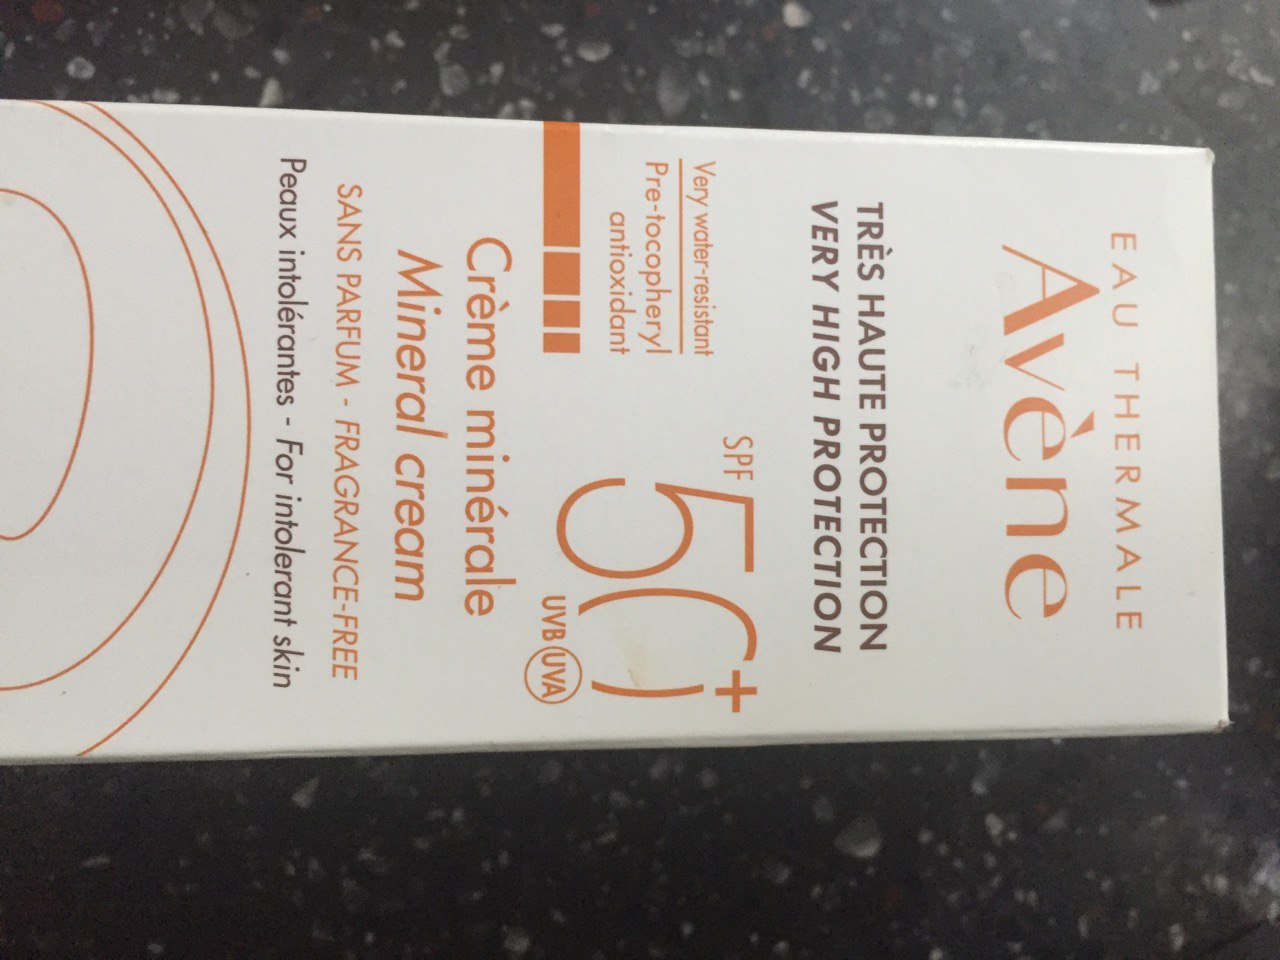 EAU THERMALE
Avène
TRÈS HAUTE PROTECTION
VERY HIGH PROTECTION
SPF
50+
Very water-resistant
Pre-tocopheryl
antioxidant
UVB UVA
Crème minérale
Mineral cream
SANS PARFUM - FRAGRANCE-FREE
Peaux intolérantes - For intolerant skin